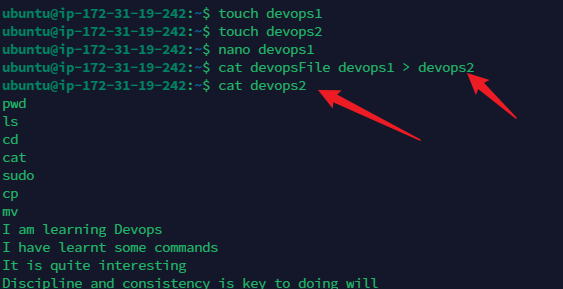 ubuntu@ip-172-31-19-242:~$ touch devops1
ubuntu@ip-172-31-19-242:~$ touch devops2
ubuntu@ip-172-31-19-242:~$ nano devops1
ubuntu@ip-172-31-19-242:~$ cat devopsFile devops1 > devops2
ubuntu@ip-172-31-19-242:~$ cat devops2
pwd
ls
cd
cat
sudo
cp
mv
I am learning Devops
I have learnt some commands
It is quite interesting
Discipline and consistency is key to doing will